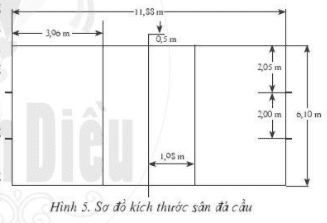 11,88 m
3,96 m
0,5 m
2,05 m
2,00 m
6,10 m
1,98 m
Diều
Hình 5. Sơ đồ kích thước sân đá cầu